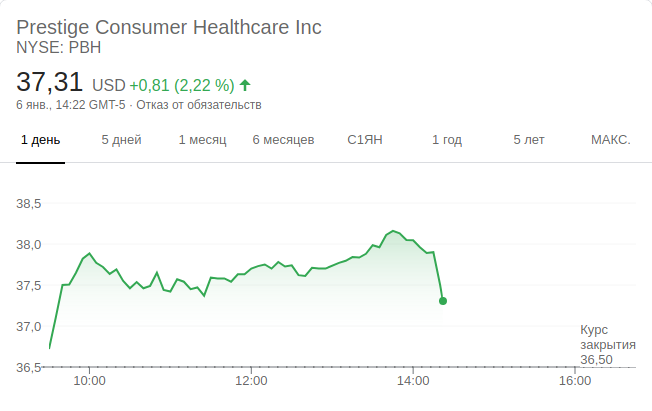 Prestige Consumer Healthcare Inc
NYSE: PBH
37,31 USD +0,81 (2,22 %)
6 янв., 14:22 GMT-5 · Отказ от обязательств
1 день 5 дней 1 месяц 6 месяцев С1ЯН 1 год 5 лет МАКС.
38,5
38,0
37,5
37,0
Курс
закрытия
36,50
36,5
10:00 12:00 14:00 16:00